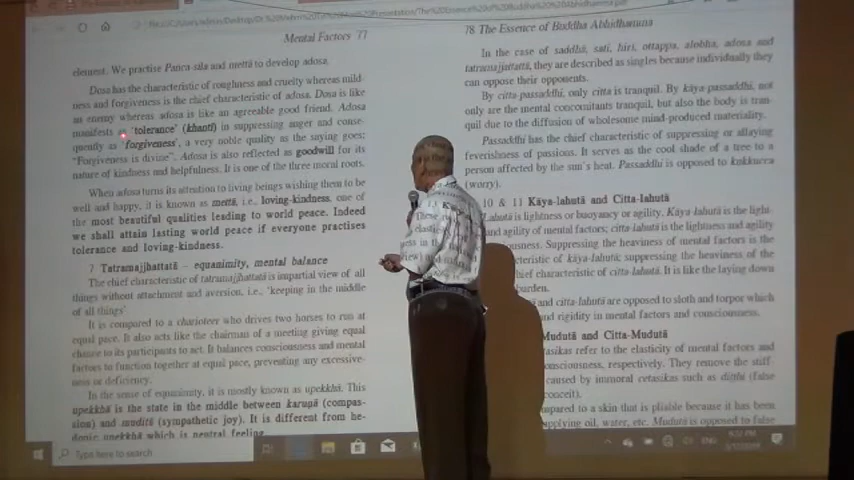 Mental Factors 77
element. We practise Panca-sila and mettā to develop adosa.
Dosa has the characteristic of roughness and cruelty whereas mild-
ness and forgiveness is the chief characteristic of adosa. Dosa is like
an enemy whereas adosa is like an agreeable good friend. Adosa
manifests as 'tolerance' (khanti) in suppressing anger and conse-
quently as 'forgiveness', a very noble quality as the saying goes:
"Forgiveness is divine". Adosa is also reflected as goodwill for its
nature of kindness and helpfulness. It is one of the three moral roots.
When adosa turns its attention to living beings wishing them to be
well and happy, it is known as mettā, i.e., loving-kindness, one of
the most beautiful qualities leading to world peace. Indeed
we shall attain lasting world peace if everyone practises
tolerance and loving-kindness.
7 Tatramajjhattatā – equanimity, mental balance
The chief characteristic of tatramajjhattatā is impartial view of all
things without attachment and aversion, i.e., 'keeping in the middle
of all things'
It is compared to a charioteer who drives two horses to run at
equal pace. It also acts like the chairman of a meeting giving equal
chance to its participants to act. It balances consciousness and mental
factors to function together at equal pace, preventing any excessive-
ness or deficiency.
In the sense of equanimity, it is mostly known as upekkhā. This
upekkhā is the state in the middle between karuṇā (compas-
sion) and muditā (sympathetic joy). It is different from he-
donic upekkhā which is neutral feeling
78 The Essence of Buddha Abhidhamma
In the case of saddhā, sati, hiri, ottappa, alobha, adosa and
tatramajjattatā, they are described as singles because individually they
can oppose their opponents.
By citta-passaddhi, only citta is tranquil. By kāya-passaddhi, not
only are the mental concomitants tranquil, but also the body is tran-
quil due to the diffusion of wholesome mind-produced materiality.
Passaddhi has the chief characteristic of suppressing or allaying
feverishness of passions. It serves as the cool shade of a tree to a
person affected by the sun's heat. Passaddhi is opposed to kukkucca
(worry).
10 & 11 Kāya-lahutā and Citta-lahutā
Lahutā is lightness or buoyancy or agility. Kāya-lahutā is the light-
and agility of mental factors; citta-lahutā is the lightness and agility
ousness. Suppressing the heaviness of mental factors is the
cteristic of kāya-lahutā; suppressing the heaviness of the
hief characteristic of citta-lahutā. It is like the laying down
burden.
and citta-lahutā are opposed to sloth and torpor which
and rigidity in mental factors and consciousness.
Mudutā and Citta-Mudutā
tasikas refer to the elasticity of mental factors and
onsciousness, respectively. They remove the stiff-
caused by immoral cetasikas such as diṭṭhi (false
conceit).
mpared to a skin that is pliable because it has been
pplying oil, water, etc. Mudutā is opposed to false
Type here to search
ENG